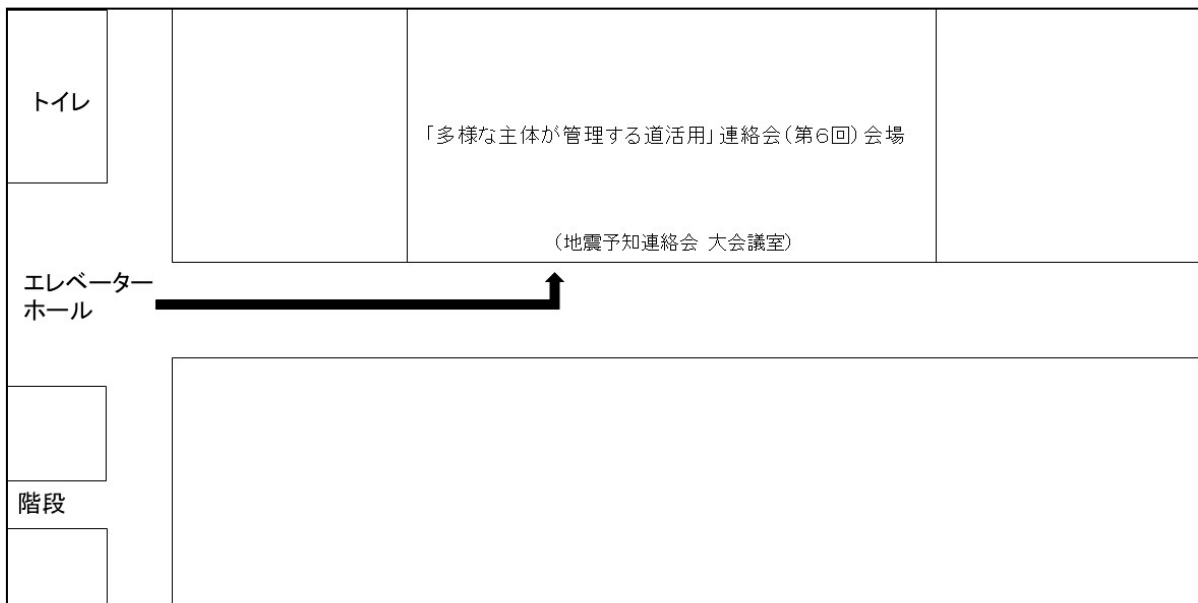 トイレ
「多様な主体が管理する道活用」連絡会(第6回)会場
(地震予知連絡会 大会議室)
エレベーター
ホール
階段